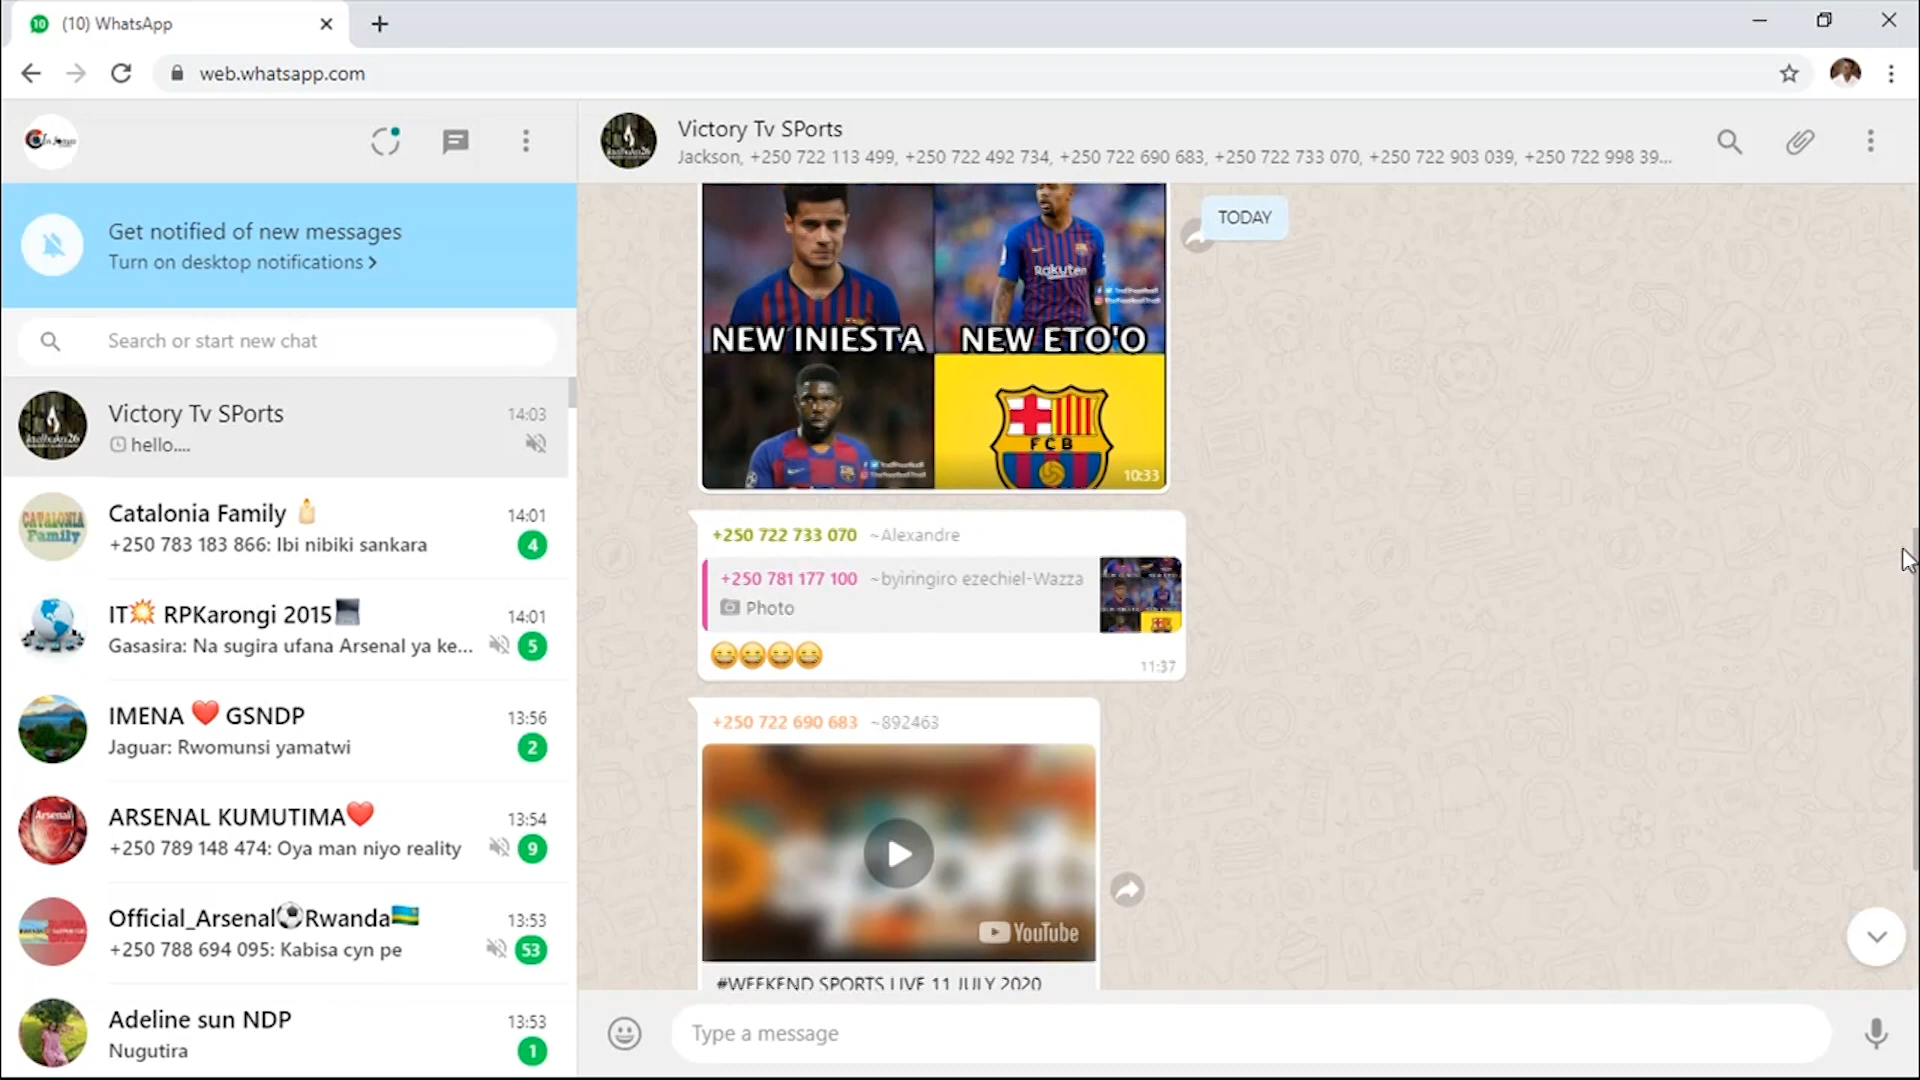 (10) WhatsApp
web.whatsapp.com
Victory Tv SPorts
Jackson, +250 722 113 499, +250 722 492 734, +250 722 690 683, +250 722 733 070, +250 722 903 039, +250 722 998 39...
Get notified of new messages
Turn on desktop notifications >
Search or start new chat
Victory Tv SPorts 14:03
hello....
Catalonia Family 14:01
+250 783 183 866: Ibi nibiki sankara 4
IT💥 RPKarongi 2015💻 14:01
Gasasira: Na sugira ufana Arsenal ya ke... 5
IMENA ❤️ GSNDP 13:56
Jaguar: Rwomunsi yamatwi 2
ARSENAL KUMUTIMA❤️ 13:54
+250 789 148 474: Oya man niyo reality 9
Official_Arsenal⚽Rwanda🇷🇼 13:53
+250 788 694 095: Kabisa cyn pe 53
Adeline sun NDP 13:53
Nugutira 1
TODAY
Rakuten
NEW INIESTA NEW ETO'O
FCB
10:33
+250 722 733 070 ~Alexandre
+250 781 177 100 ~byiringiro ezechiel-Wazza
Photo
😂😂😂😂
11:37
+250 722 690 683 ~892463
YouTube
#WEEKEND SPORTS LIVE 11 JULY 2020
Type a message